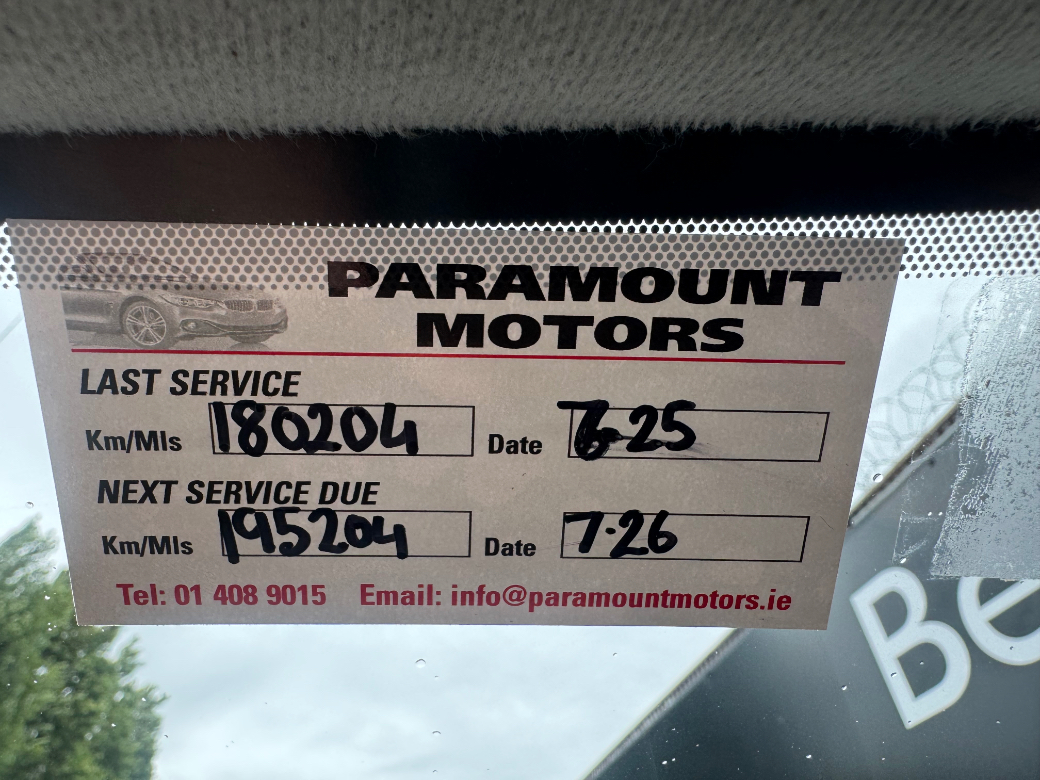 PARAMOUNT
MOTORS
LAST SERVICE
Km/Mls 180204 Date 25
NEXT SERVICE DUE
Km/Mls 195204 Date 7·26
Tel: 01 408 9015 Email: info@paramountmotors.ie
Be